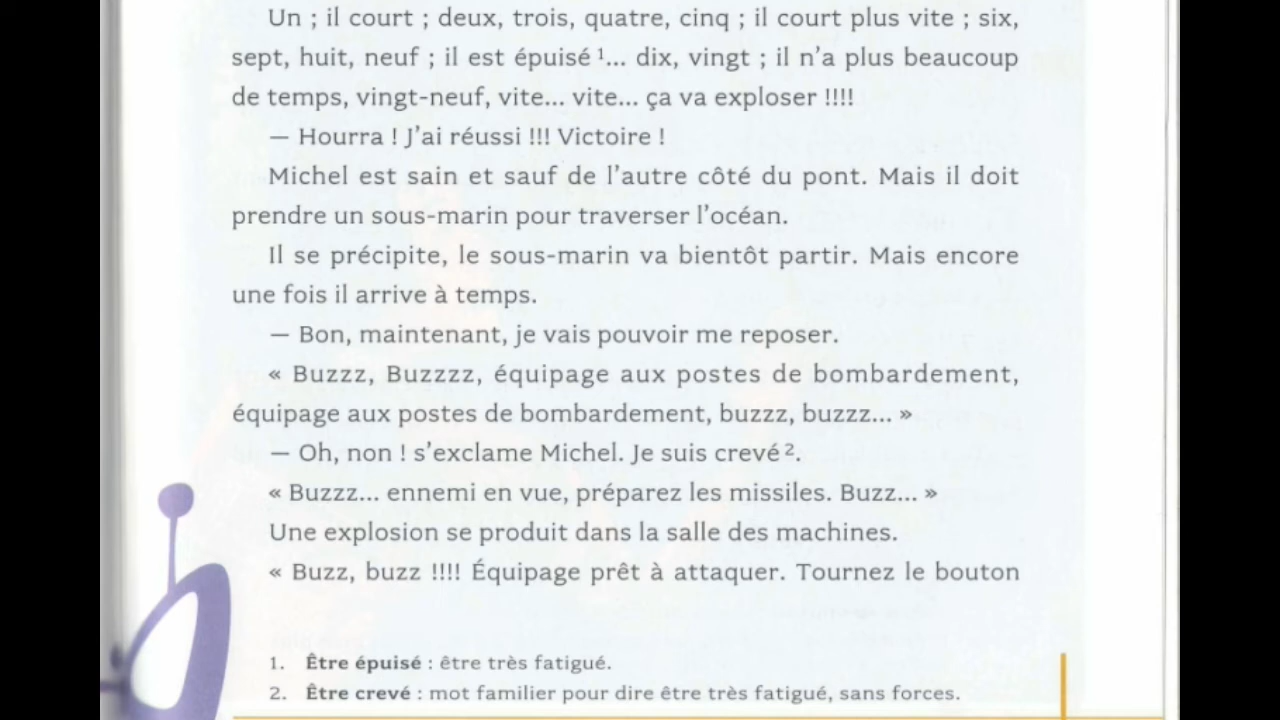 Un ; il court ; deux, trois, quatre, cinq ; il court plus vite ; six,
sept, huit, neuf ; il est épuisé ¹... dix, vingt ; il n'a plus beaucoup
de temps, vingt-neuf, vite... vite... ça va exploser !!!!
— Hourra ! J'ai réussi !!! Victoire !
Michel est sain et sauf de l'autre côté du pont. Mais il doit
prendre un sous-marin pour traverser l'océan.
Il se précipite, le sous-marin va bientôt partir. Mais encore
une fois il arrive à temps.
— Bon, maintenant, je vais pouvoir me reposer.
« Buzzz, Buzzzz, équipage aux postes de bombardement,
équipage aux postes de bombardement, buzzz, buzzz... »
— Oh, non ! s'exclame Michel. Je suis crevé ².
« Buzzz... ennemi en vue, préparez les missiles. Buzz... »
Une explosion se produit dans la salle des machines.
« Buzz, buzz !!!! Équipage prêt à attaquer. Tournez le bouton
1. Être épuisé : être très fatigué.
2. Être crevé : mot familier pour dire être très fatigué, sans forces.